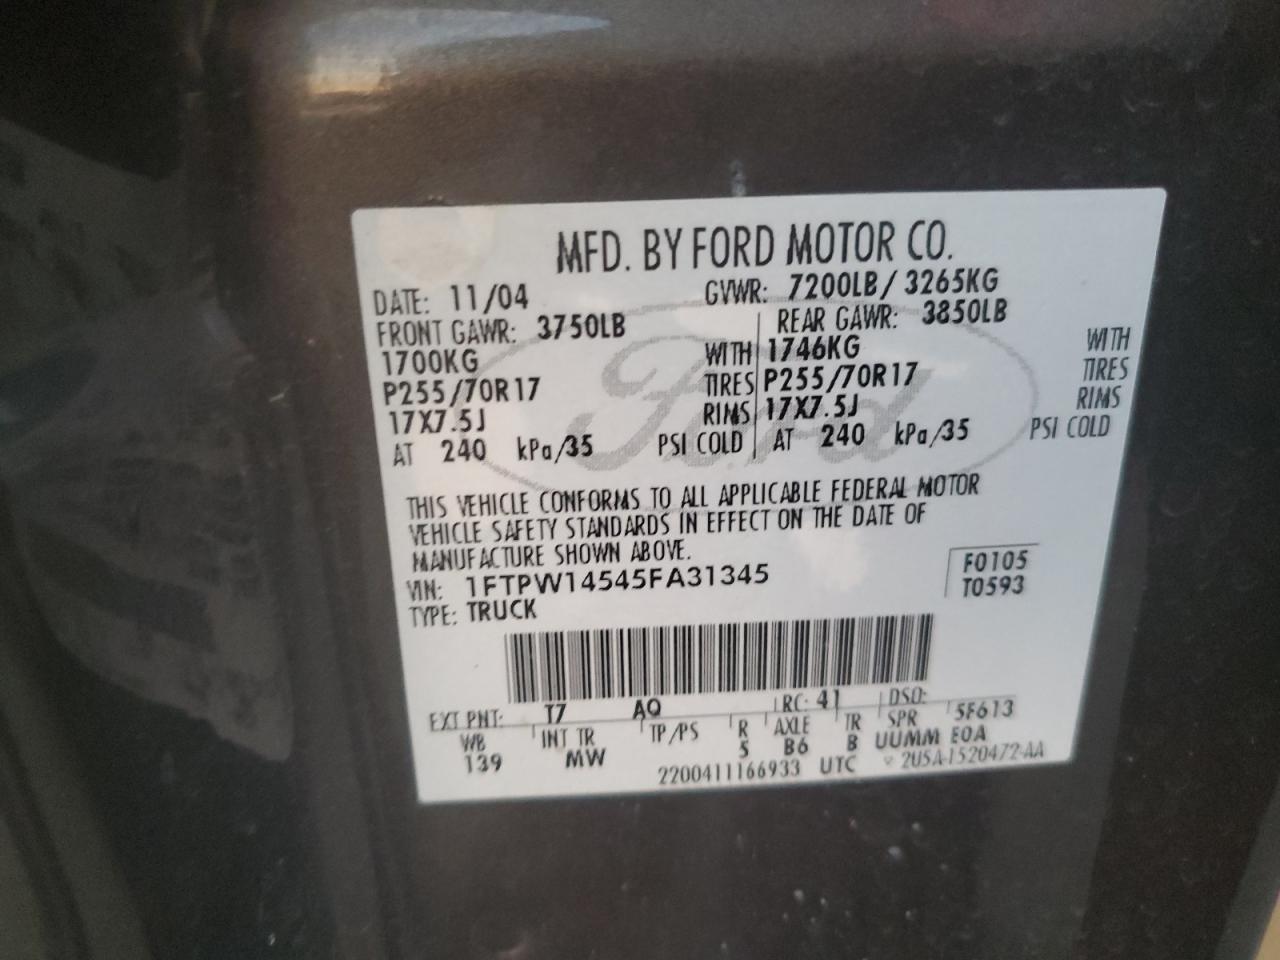 MFD. BY FORD MOTOR CO.
DATE: 11/04 GVWR: 7200LB / 3265KG
FRONT GAWR: 3750LB REAR GAWR: 3850LB
1700KG WITH 1746KG WITH
P255/70R17 TIRES P255/70R17 TIRES
17X7.5J RIMS 17X7.5J RIMS
AT 240 kPa/35 PSI COLD AT 240 kPa/35 PSI COLD
Ford
THIS VEHICLE CONFORMS TO ALL APPLICABLE FEDERAL MOTOR
VEHICLE SAFETY STANDARDS IN EFFECT ON THE DATE OF
MANUFACTURE SHOWN ABOVE.
VIN: 1FTPW14545FA31345 F0105
TYPE: TRUCK T0593
EXT PNT: T7 AQ RC: 41 DSO:
WB INT TR TP/PS R AXLE TR SPR 5F613
139 MW 5 B6 B UUMM EOA
2200411166933 UTC 2U5A-1520472-AA